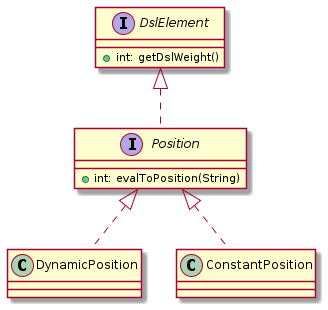 I DslElement
int: getDslWeight()
I Position
int: evalToPosition(String)
C DynamicPosition
C ConstantPosition